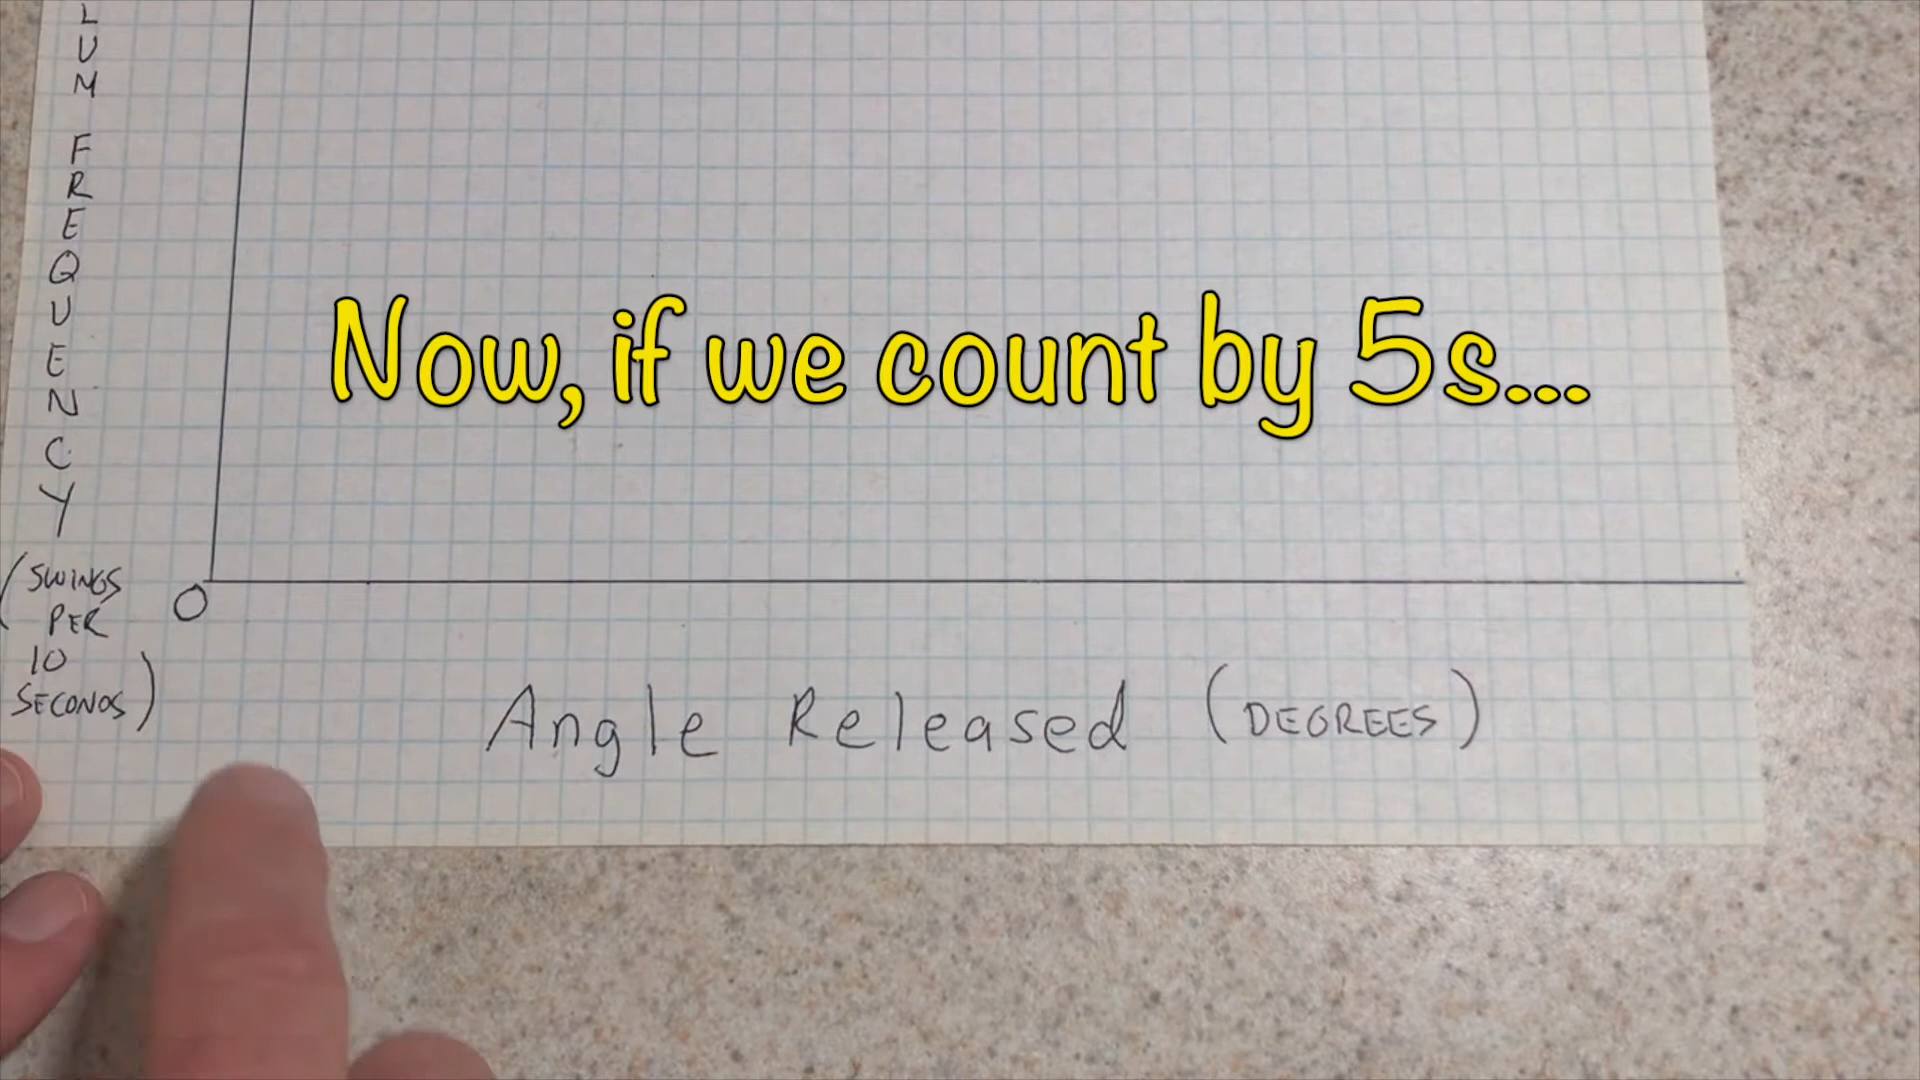 L
U
M
F
R
E
Q
U
E
N
C
Y
(SWINGS
PER
10
SECONDS)
Now, if we count by 5s...
0
Angle Released (DEGREES)